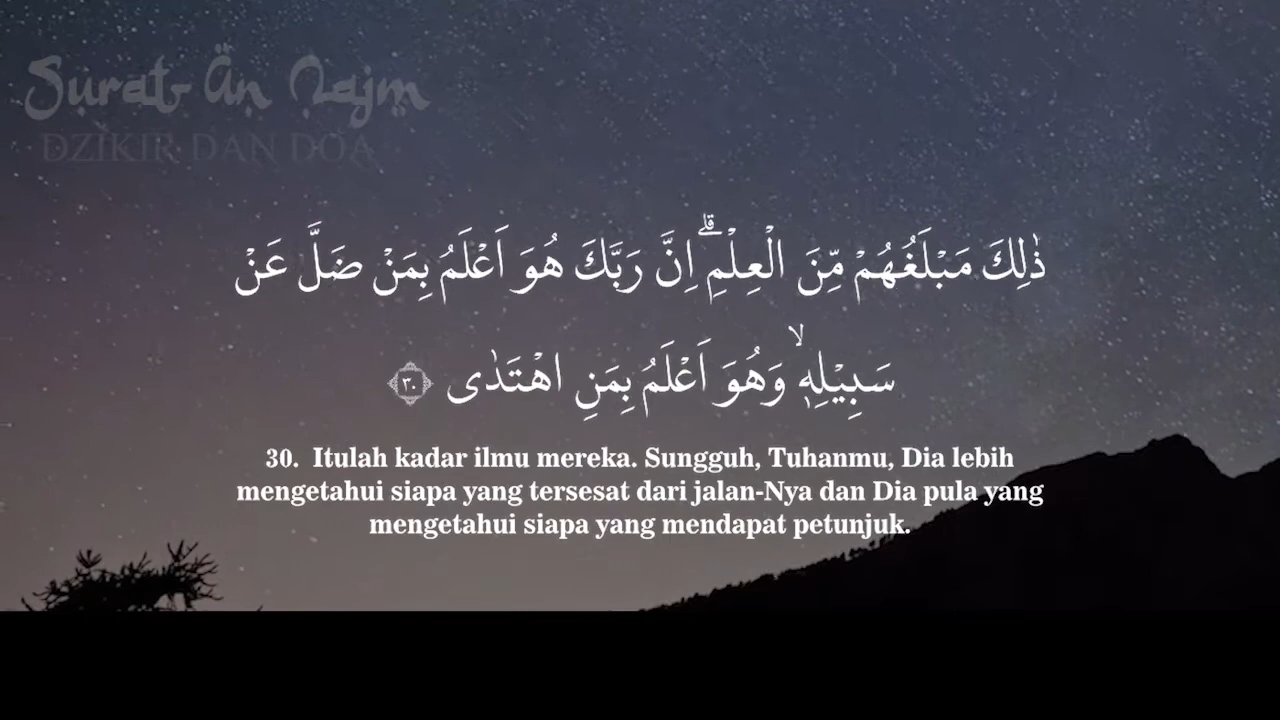 Surat An Najm
DZIKIR DAN DOA
ذٰلِكَ مَبْلَغُهُمْ مِّنَ الْعِلْمِۗ اِنَّ رَبَّكَ هُوَ اَعْلَمُ بِمَنْ ضَلَّ عَنْ
سَبِيْلِهٖۙ وَهُوَ اَعْلَمُ بِمَنِ اهْتَدٰى ٣٠
30. Itulah kadar ilmu mereka. Sungguh, Tuhanmu, Dia lebih
mengetahui siapa yang tersesat dari jalan-Nya dan Dia pula yang
mengetahui siapa yang mendapat petunjuk.